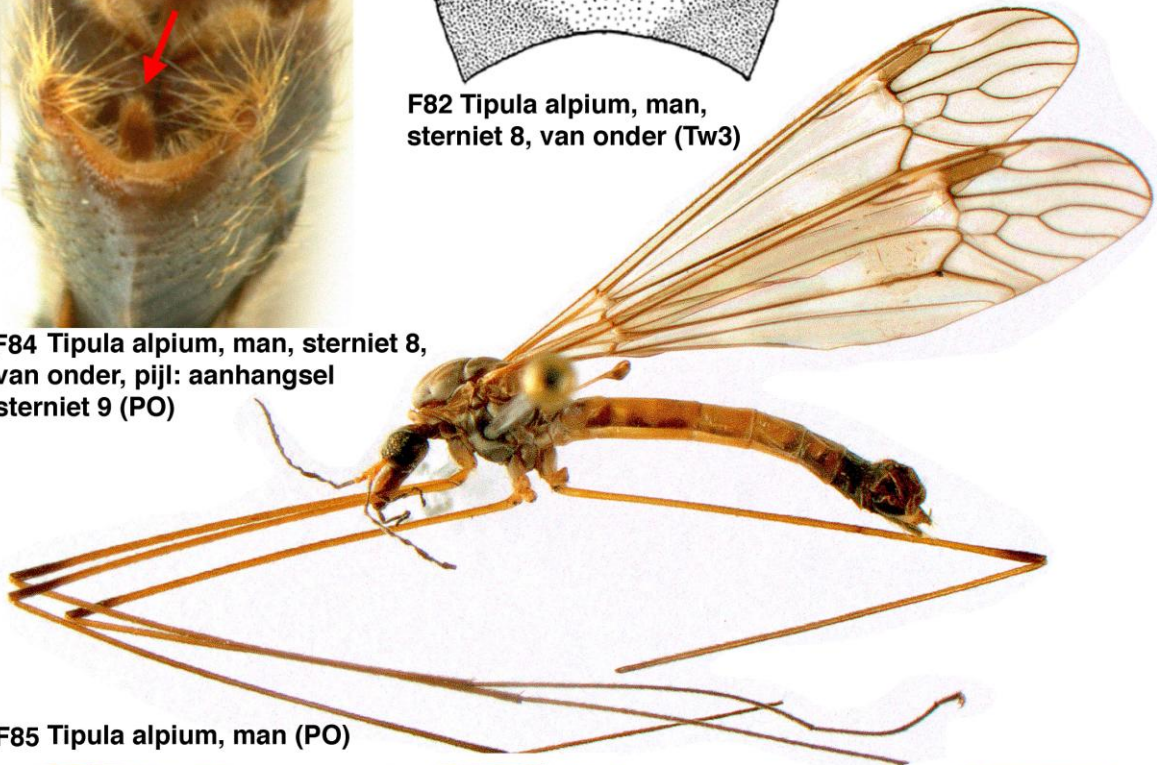 F82 Tipula alpium, man,
sterniet 8, van onder (Tw3)
F84 Tipula alpium, man, sterniet 8,
van onder, pijl: aanhangsel
sterniet 9 (PO)
F85 Tipula alpium, man (PO)